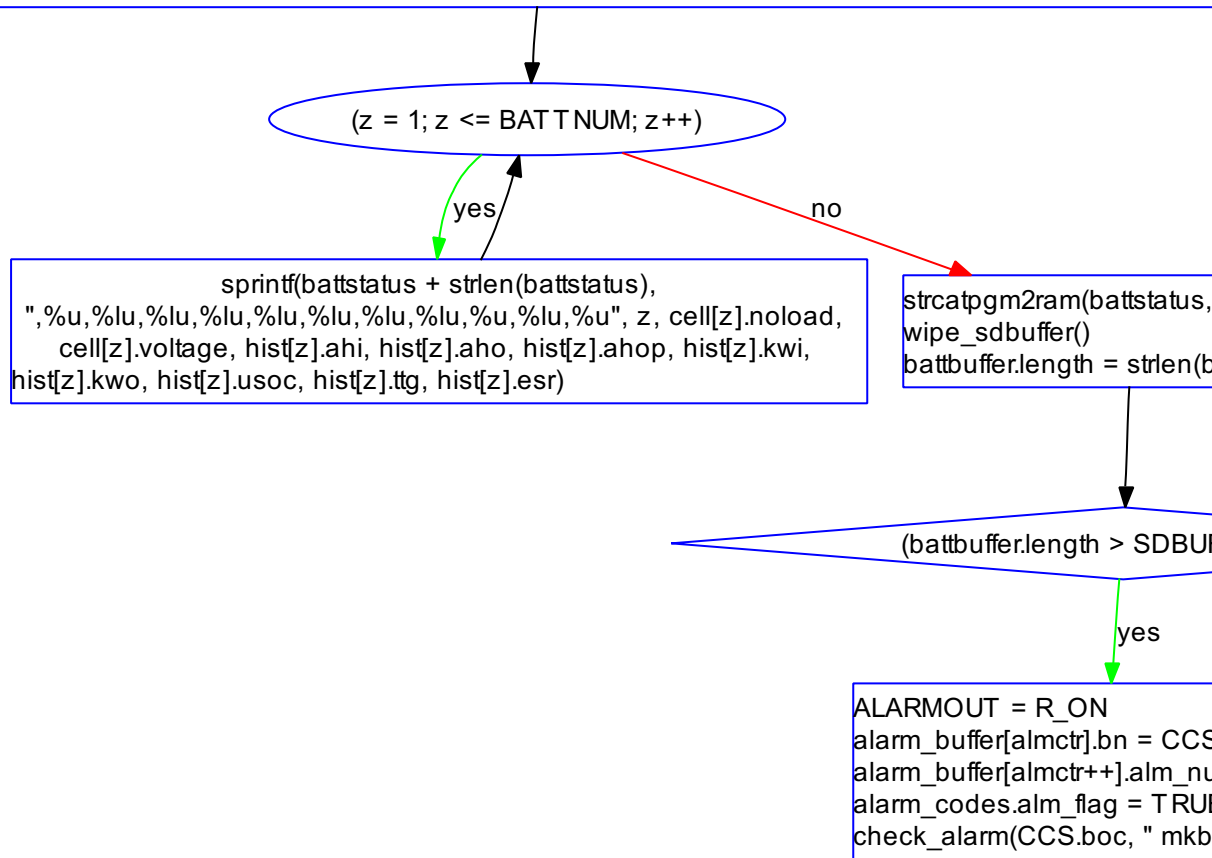 (z = 1; z <= BATTNUM; z++)
yes
no
sprintf(battstatus + strlen(battstatus),
",%u,%lu,%lu,%lu,%lu,%lu,%lu,%lu,%u,%lu,%u", z, cell[z].noload,
cell[z].voltage, hist[z].ahi, hist[z].aho, hist[z].ahop, hist[z].kwi,
hist[z].kwo, hist[z].usoc, hist[z].ttg, hist[z].esr)
strcatpgm2ram(battstatus,
wipe_sdbuffer()
battbuffer.length = strlen(b
(battbuffer.length > SDBUF
yes
ALARMOUT = R_ON
alarm_buffer[almctr].bn = CCS
alarm_buffer[almctr++].alm_nu
alarm_codes.alm_flag = TRUE
check_alarm(CCS.boc, " mkb